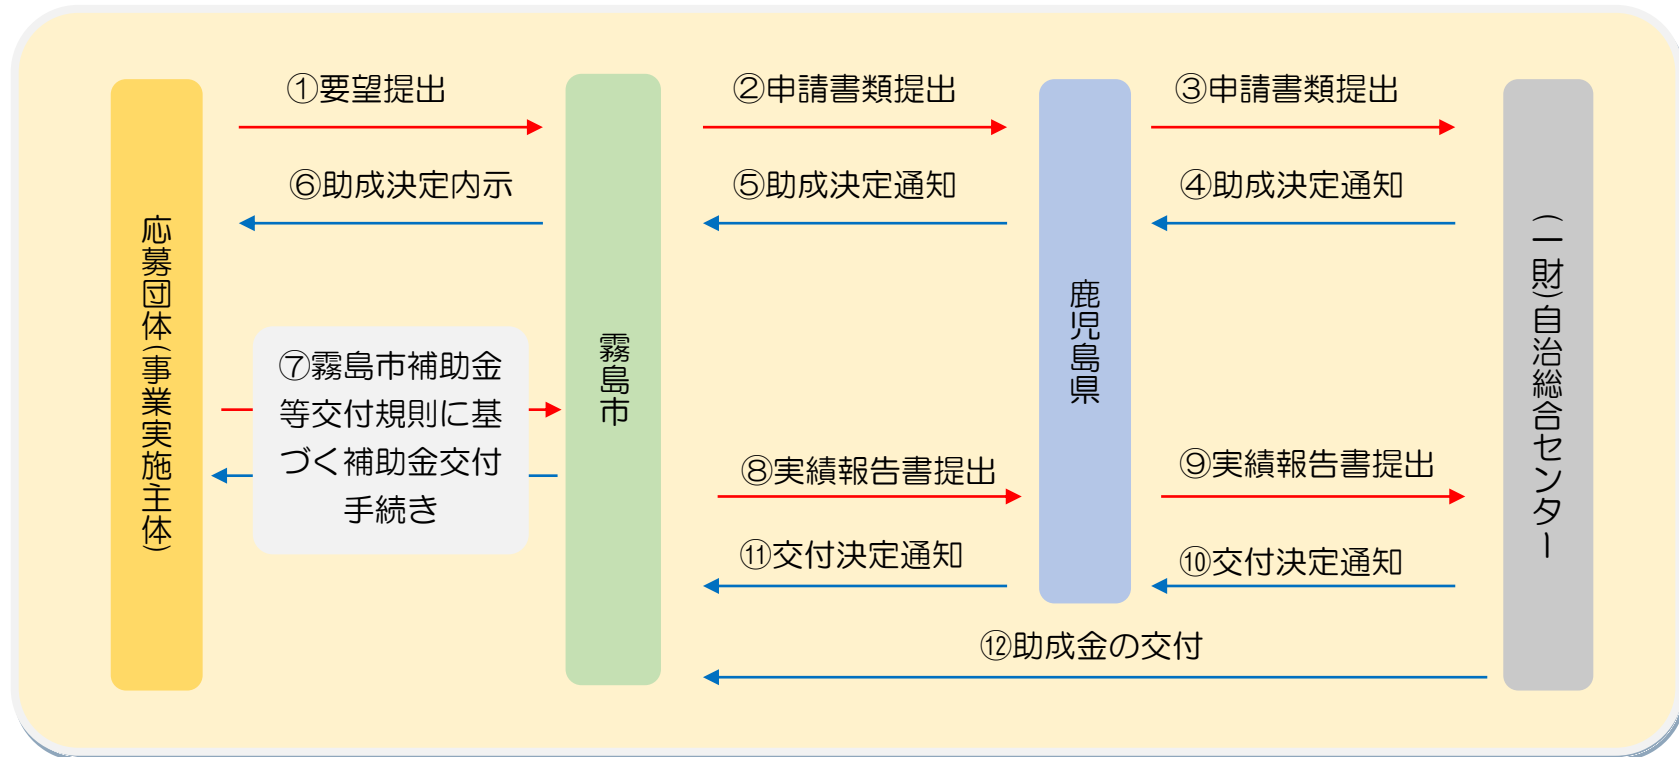 ①要望提出
②申請書類提出
③申請書類提出
⑥助成決定内示
⑤助成決定通知
④助成決定通知
応募団体(事業実施主体)
霧島市
鹿児島県
(一財)自治総合センター
⑦霧島市補助金
等交付規則に基
づく補助金交付
手続き
⑧実績報告書提出
⑨実績報告書提出
⑪交付決定通知
⑩交付決定通知
⑫助成金の交付